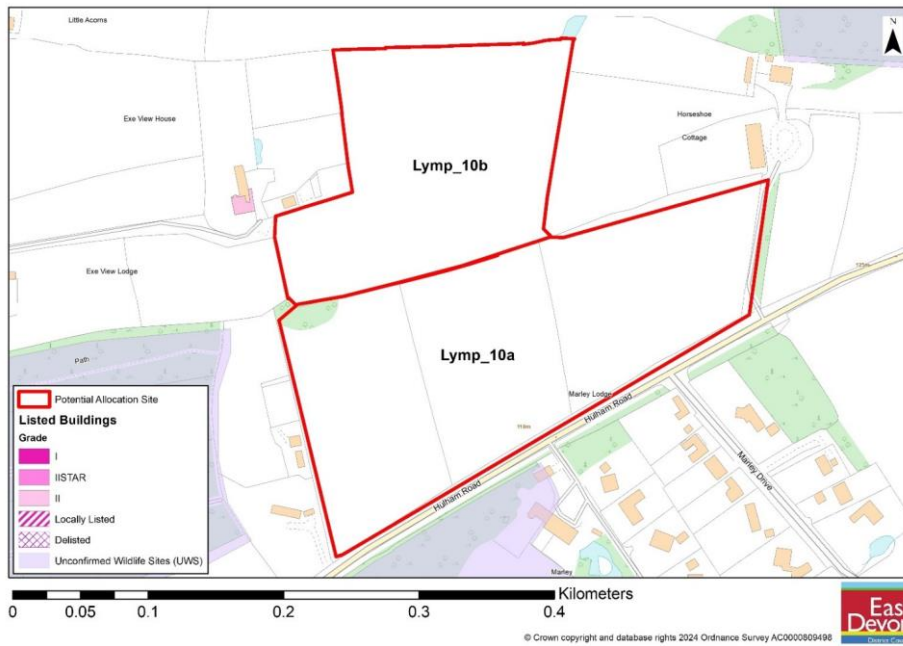 Little Acorns
N
Exe View House
Horseshoe
Cottage
Lymp_10b
Exe View Lodge
Path
Lymp_10a
Marley Lodge
Hulham Road
Marley Drive
Hulham Road
Marley
Potential Allocation Site
Listed Buildings
Grade
I
IISTAR
II
Locally Listed
Delisted
Unconfirmed Wildlife Sites (UWS)
Kilometers
0 0.05 0.1 0.2 0.3 0.4
Eas
Devon
District Cou
© Crown copyright and database rights 2024 Ordnance Survey AC0000809498